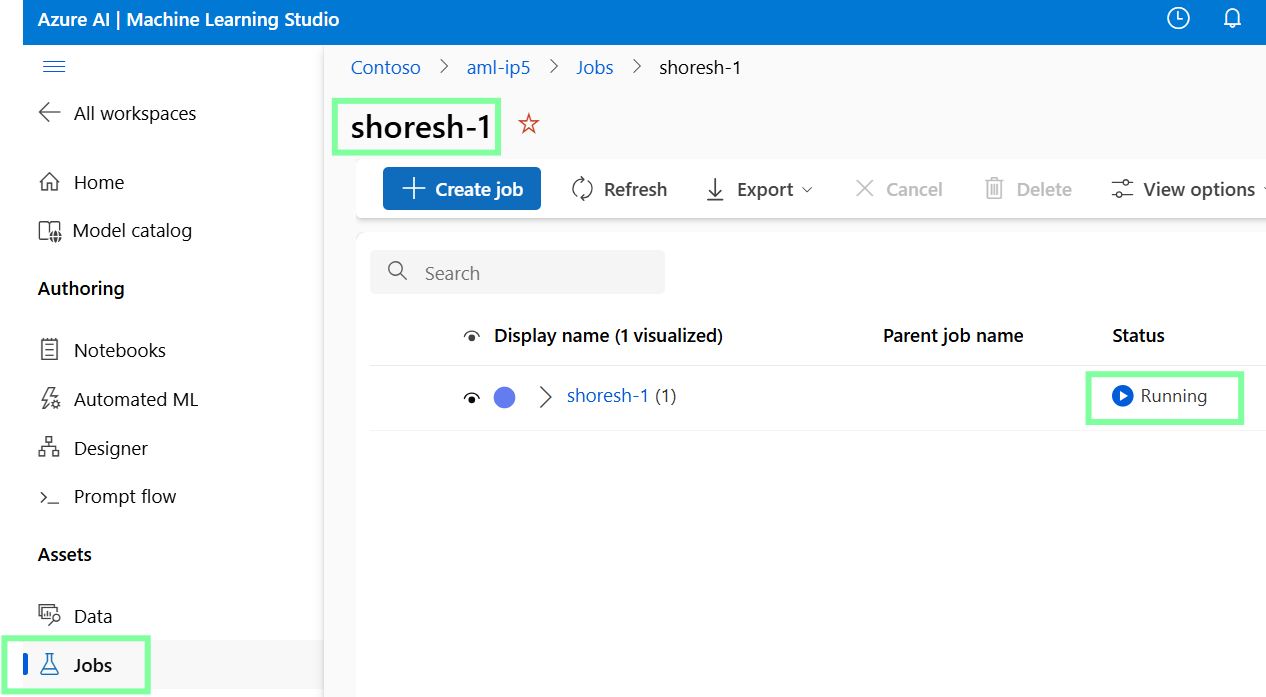 Azure AI | Machine Learning Studio
All workspaces
Home
Model catalog
Authoring
Notebooks
Automated ML
Designer
Prompt flow
Assets
Data
Jobs
Contoso > aml-ip5 > Jobs > shoresh-1
shoresh-1
Create job Refresh Export Cancel Delete View options
Search
Display name (1 visualized) Parent job name Status
shoresh-1 (1) Running